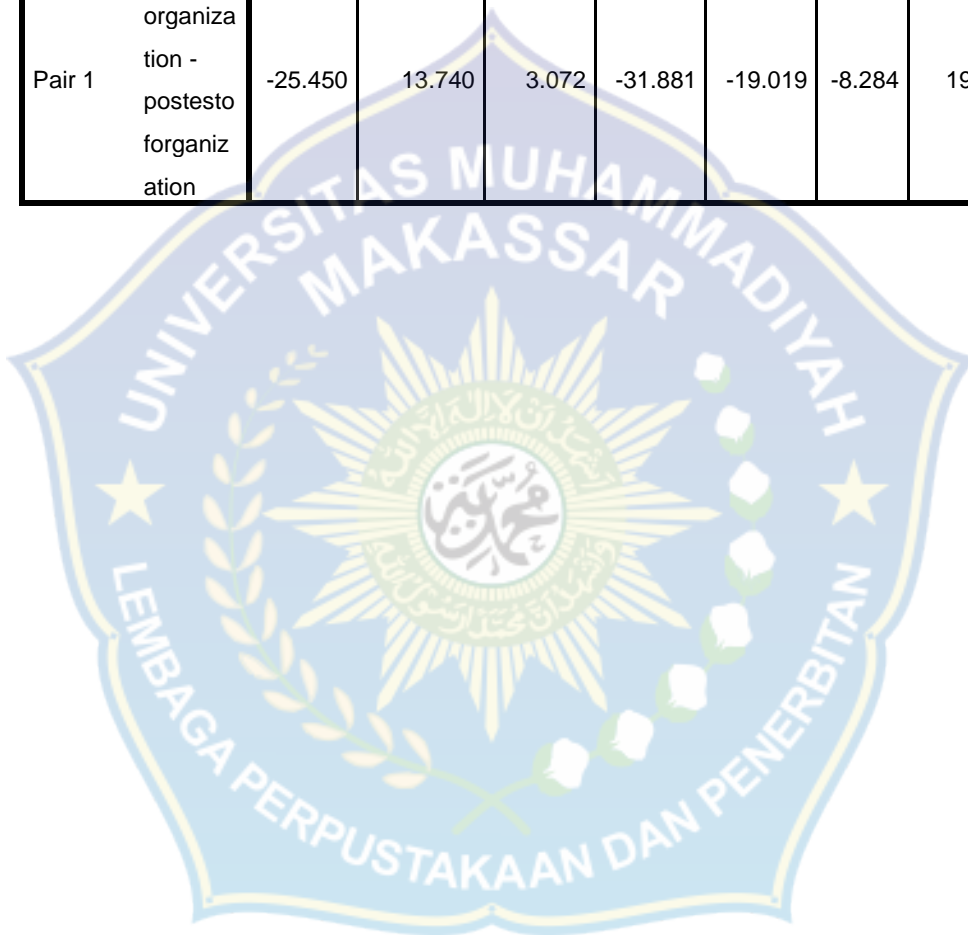 organiza
tion -
Pair 1 postesto -25.450 13.740 3.072 -31.881 -19.019 -8.284 19
forganiz
ation
UNIVERSITAS MUHAMMADIYAH
MAKASSAR
LEMBAGA PERPUSTAKAAN DAN PENERBITAN